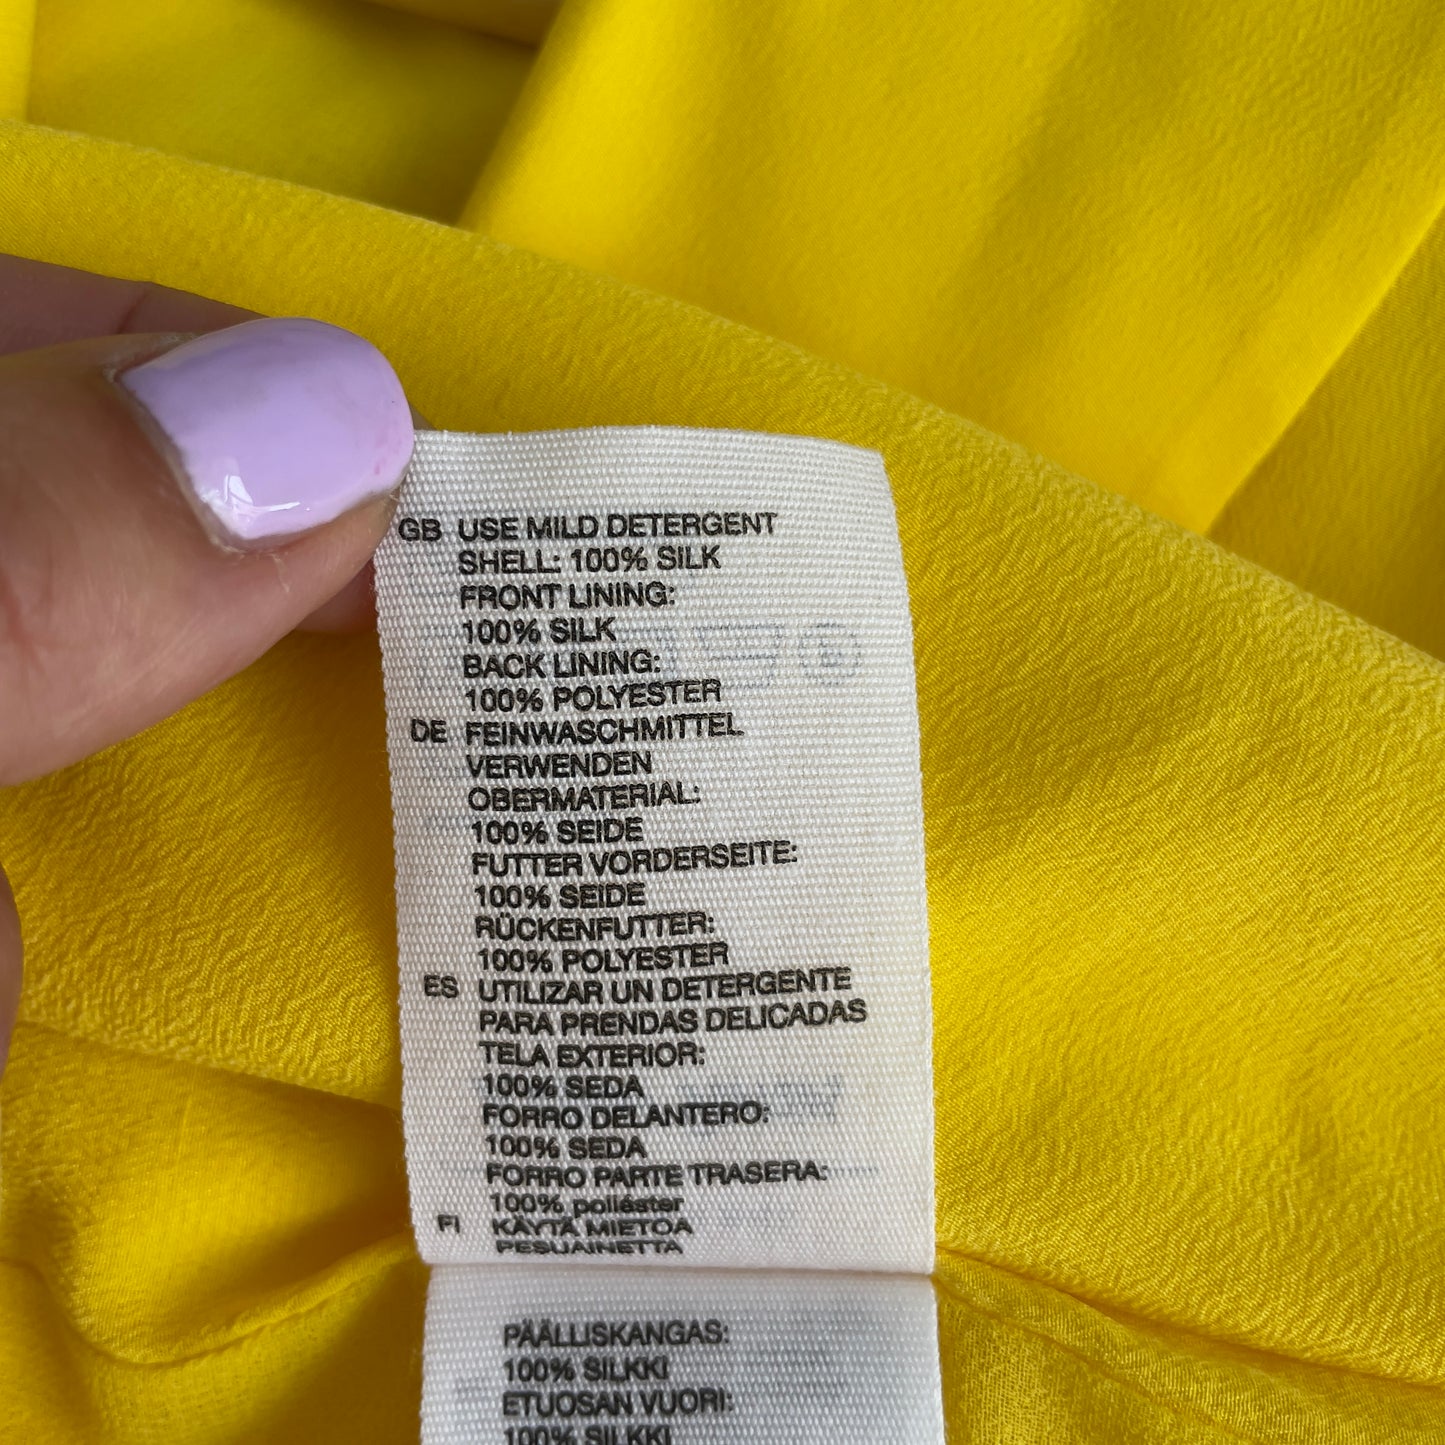 GB USE MILD DETERGENT
SHELL: 100% SILK
FRONT LINING:
100% SILK
BACK LINING:
100% POLYESTER
DE FEINWASCHMITTEL
VERWENDEN
OBERMATERIAL:
100% SEIDE
FUTTER VORDERSEITE:
100% SEIDE
RÜCKENFUTTER:
100% POLYESTER
ES UTILIZAR UN DETERGENTE
PARA PRENDAS DELICADAS
TELA EXTERIOR:
100% SEDA
FORRO DELANTERO:
100% SEDA
FORRO PARTE TRASERA:
100% poliéster
FI KÄYTÄ MIETOA
PESUAINETTA
PÄÄLLISKANGAS:
100% SILKKI
ETUOSAN VUORI:
100% SILKKI